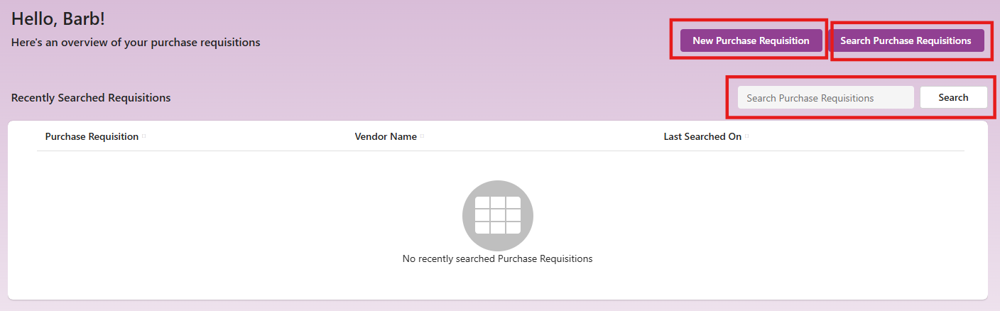 Hello, Barb!
Here's an overview of your purchase requisitions
New Purchase Requisition
Search Purchase Requisitions
Recently Searched Requisitions
Search Purchase Requisitions
Search
Purchase Requisition
Vendor Name
Last Searched On
No recently searched Purchase Requisitions